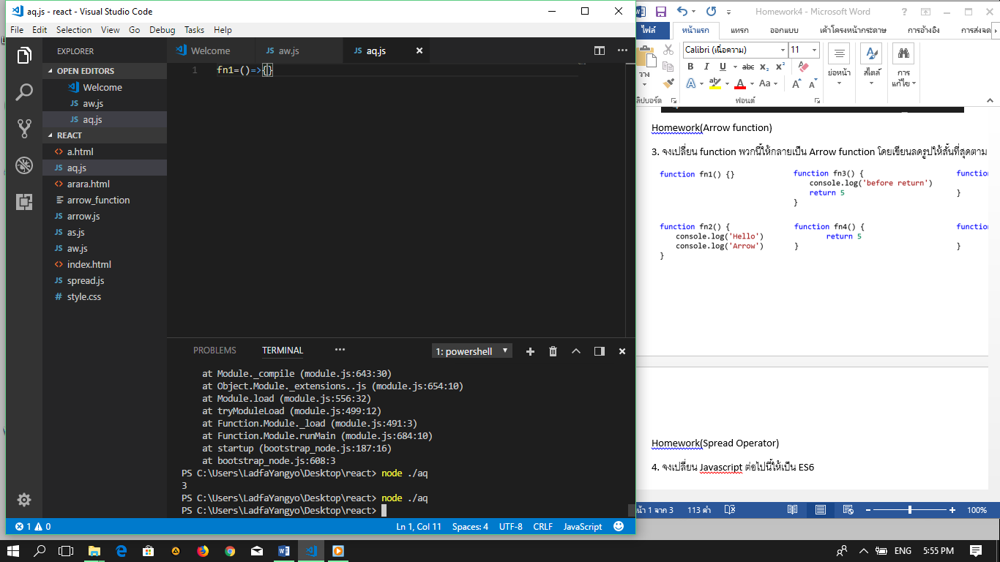 aq.js - react - Visual Studio Code
File Edit Selection View Go Debug Tasks Help
EXPLORER
OPEN EDITORS
Welcome
aw.js
aq.js
REACT
a.html
aq.js
arara.html
arrow_function
arrow.js
as.js
aw.js
index.html
spread.js
style.css
Welcome aw.js aq.js
1 fn1=()=>{}
PROBLEMS TERMINAL ••• 1: powershell
at Module._compile (module.js:643:30)
at Object.Module._extensions..js (module.js:654:10)
at Module.load (module.js:556:32)
at tryModuleLoad (module.js:499:12)
at Function.Module._load (module.js:491:3)
at Function.Module.runMain (module.js:684:10)
at startup (bootstrap_node.js:187:16)
at bootstrap_node.js:608:3
PS C:\Users\LadfaYangyo\Desktop\react> node ./aq
3
PS C:\Users\LadfaYangyo\Desktop\react> node ./aq
PS C:\Users\LadfaYangyo\Desktop\react>
1 0 Ln 1, Col 11 Spaces: 4 UTF-8 CRLF JavaScript
Homework4 - Microsoft Word
ไฟล์ หน้าแรก แทรก ออกแบบ เค้าโครงหน้ากระดาษ การอ้างอิง การส่งจด
วาง
Calibri (เนื้อความ) 11
B I U abc x₂ x²
A ab A Aa A A
ย่อหน้า สไตล์ การ
แก้ไข
ลิปบอร์ด ฟอนต์
Homework(Arrow function)
3. จงเปลี่ยน function พวกนี้ให้กลายเป็น Arrow function โดยเขียนลดรูปให้สั้นที่สุดตาม
function fn1() {}
function fn3() {
console.log('before return')
return 5
}
functio
}
function fn2() {
console.log('Hello')
console.log('Arrow')
}
function fn4() {
return 5
}
functio
}
Homework(Spread Operator)
4. จงเปลี่ยน Javascript ต่อไปนี้ให้เป็น ES6
หน้า 1 จาก 3 113 คำ 100%
ENG 5:55 PM